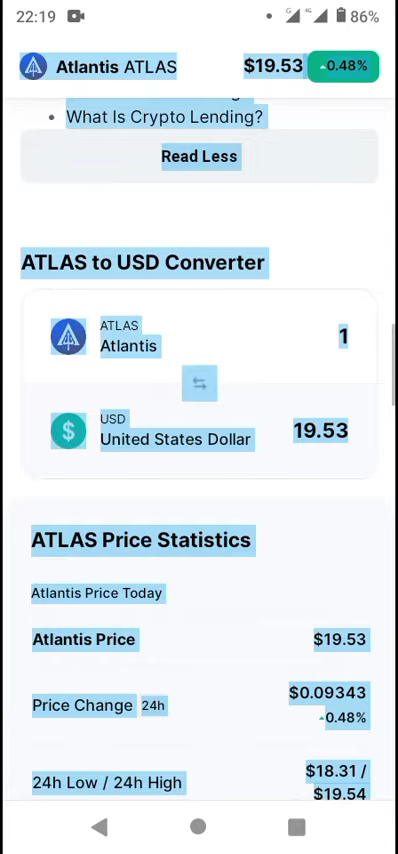 22:19
G 4G 86%
Atlantis ATLAS $19.53 0.48%
What Is Crypto Lending?
Read Less
ATLAS to USD Converter
ATLAS
Atlantis
1
USD
United States Dollar
19.53
ATLAS Price Statistics
Atlantis Price Today
Atlantis Price $19.53
Price Change 24h $0.09343
0.48%
24h Low / 24h High $18.31 /
$19.54